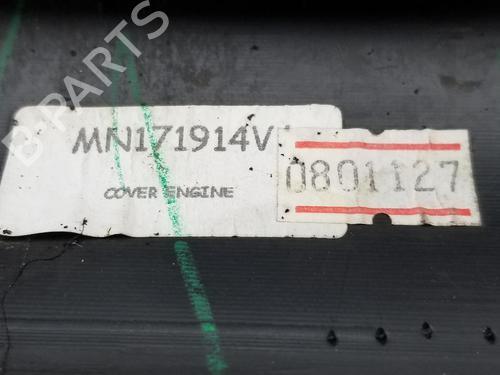 B-PARTS
MN171914V
COVER ENGINE
0801127